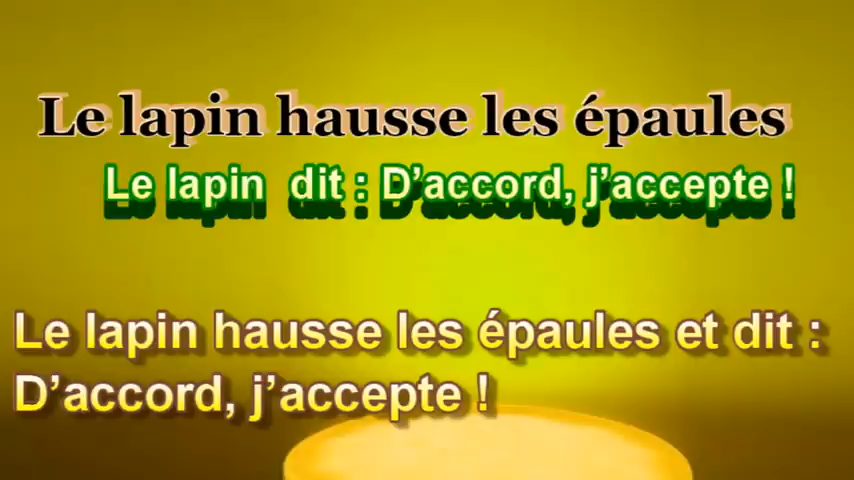 Le lapin hausse les épaules
Le lapin dit : D’accord, j’accepte !
Le lapin hausse les épaules et dit :
D’accord, j’accepte !